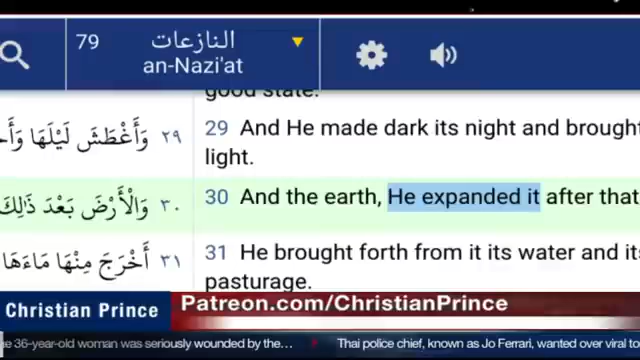 79
النازعات
an-Nazi'at
good state.
وَأَغْطَشَ لَيْلَهَا ٢٩
29 And He made dark its night and brought
light.
وَالْأَرْضَ بَعْدَ ذَٰلِكَ ٣٠
30 And the earth, He expanded it after that
أَخْرَجَ مِنْهَا مَاءَهَا ٣١
31 He brought forth from it its water and its
pasturage.
Christian Prince
Patreon.com/ChristianPrince
36-year-old woman was seriously wounded by the...
Thai police chief, known as Jo Ferrari, wanted over viral to